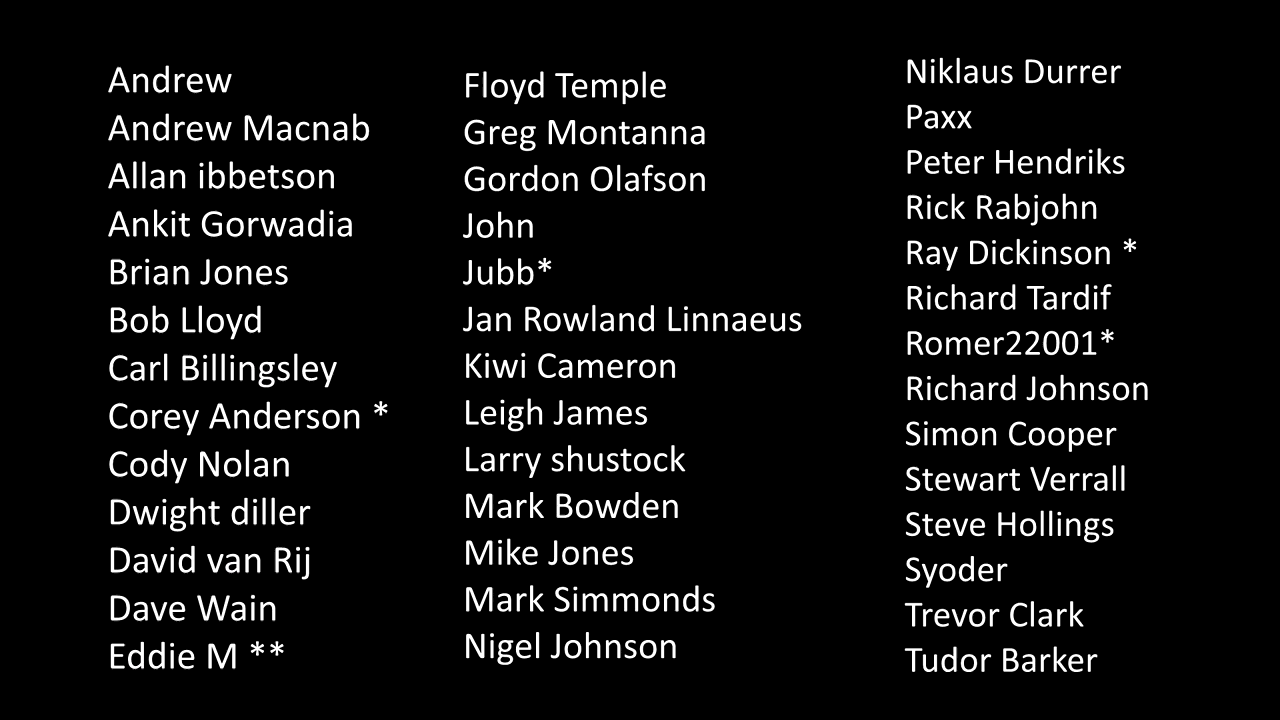 Andrew
Andrew Macnab
Allan ibbetson
Ankit Gorwadia
Brian Jones
Bob Lloyd
Carl Billingsley
Corey Anderson *
Cody Nolan
Dwight diller
David van Rij
Dave Wain
Eddie M **
Floyd Temple
Greg Montanna
Gordon Olafson
John
Jubb*
Jan Rowland Linnaeus
Kiwi Cameron
Leigh James
Larry shustock
Mark Bowden
Mike Jones
Mark Simmonds
Nigel Johnson
Niklaus Durrer
Paxx
Peter Hendriks
Rick Rabjohn
Ray Dickinson *
Richard Tardif
Romer22001*
Richard Johnson
Simon Cooper
Stewart Verrall
Steve Hollings
Syoder
Trevor Clark
Tudor Barker